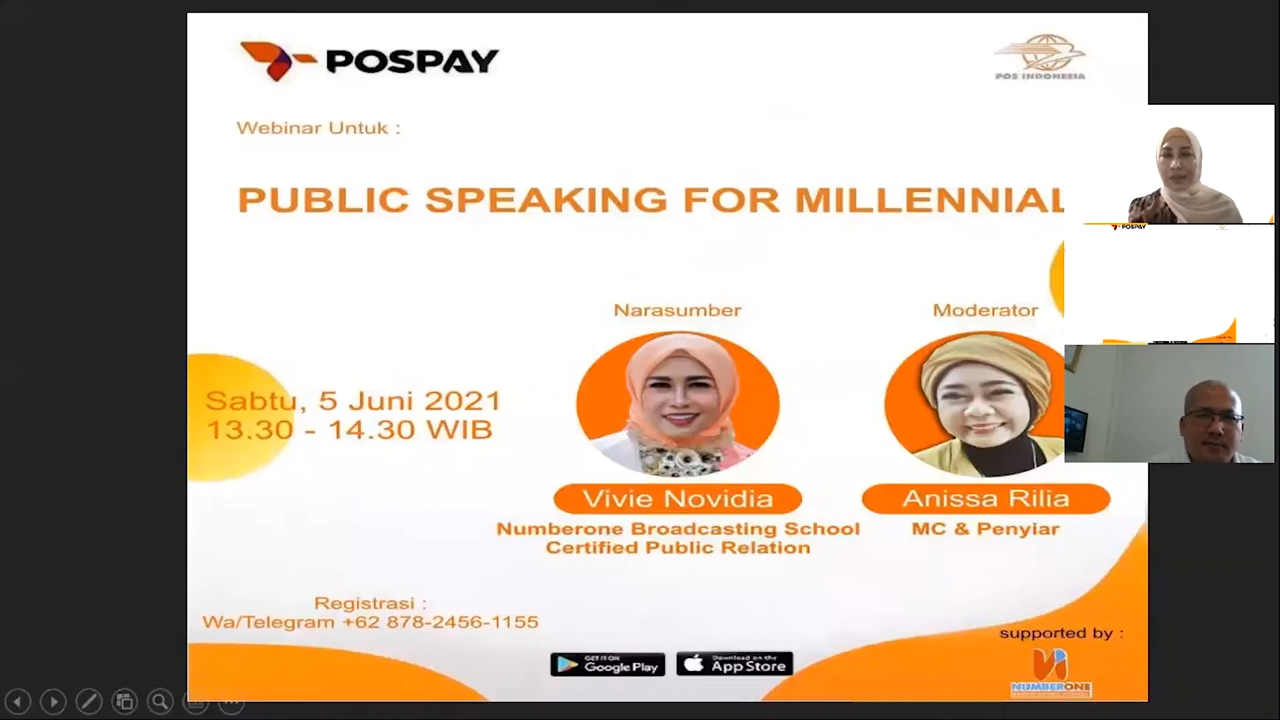 POSPAY
POS INDONESIA
Webinar Untuk :
PUBLIC SPEAKING FOR MILLENNIAL
POSPAY
Narasumber
Moderator
Sabtu, 5 Juni 2021
13.30 - 14.30 WIB
Vivie Novidia
Anissa Rilia
Numberone Broadcasting School
Certified Public Relation
MC & Penyiar
Registrasi :
Wa/Telegram +62 878-2456-1155
supported by :
GET IT ON
Google Play
Download on the
App Store
NUMBERONE